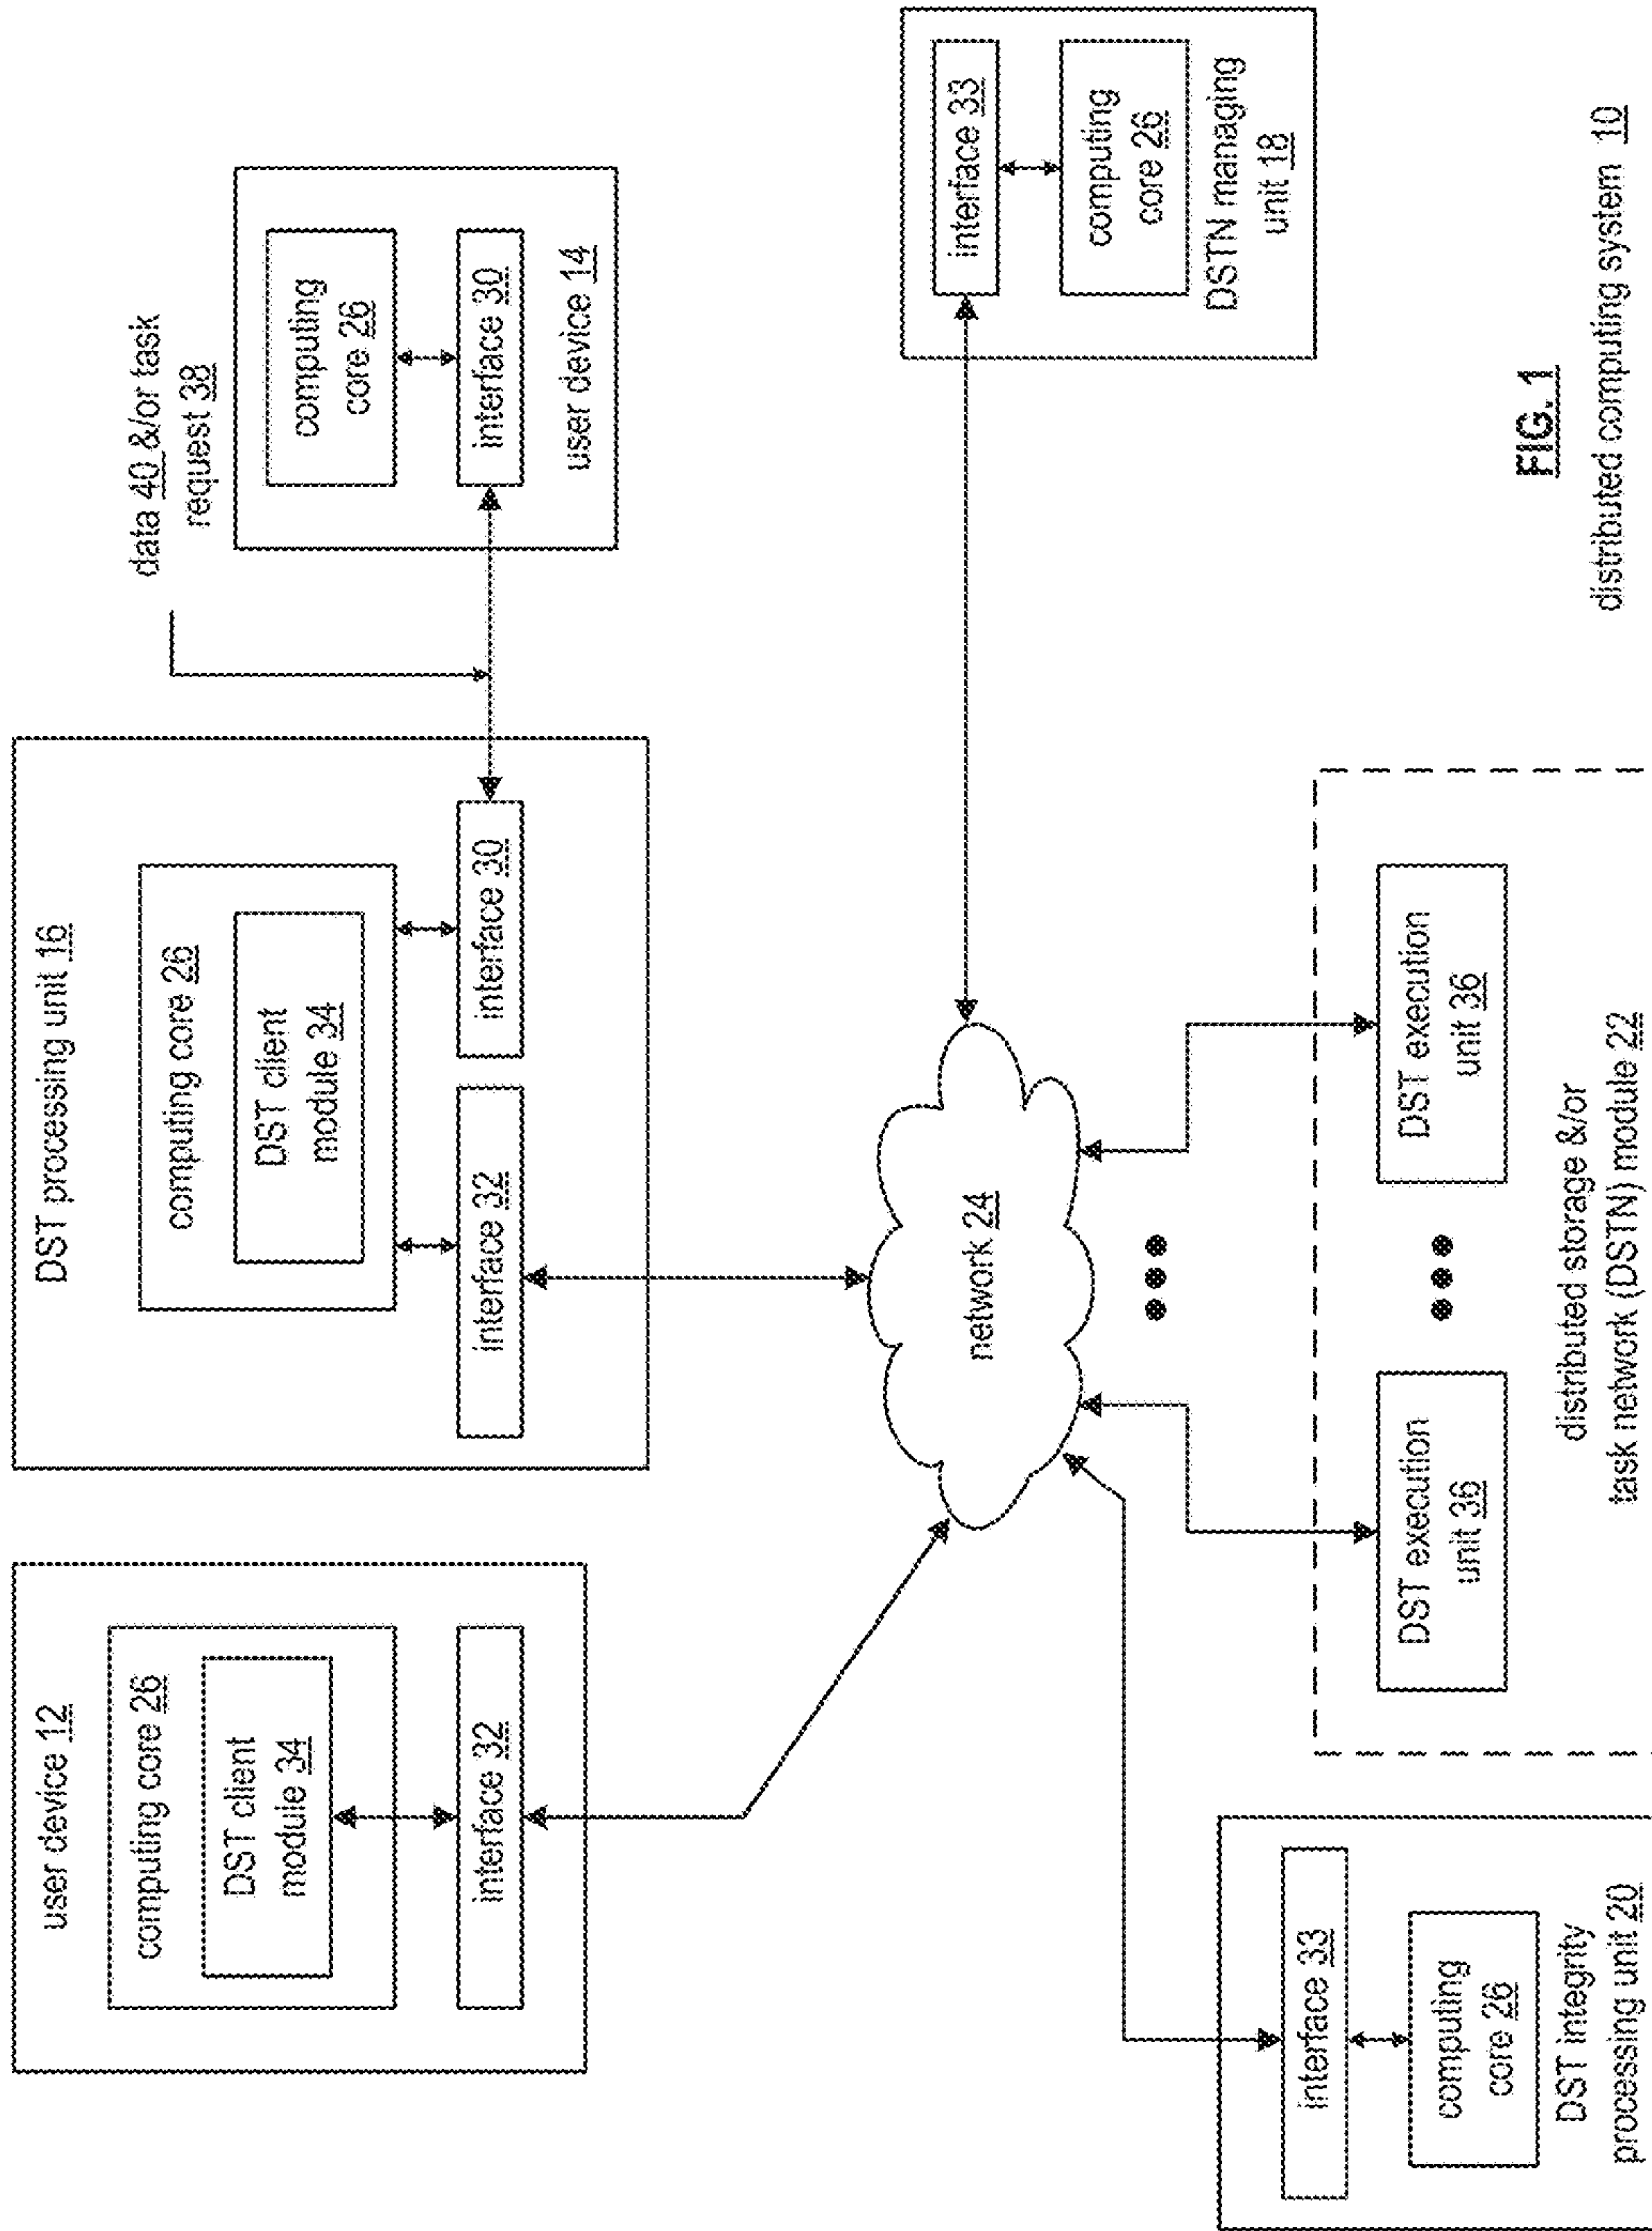 user device 12
computing core 26
DST client
module 34
interface 32
DST processing unit 16
computing core 26
DST client
module 34
interface 32
interface 30
data 40 &/or task
request 38
computing
core 26
interface 30
user device 14
network 24
interface 33
computing
core 26
DSTN managing
unit 18
interface 33
computing
core 26
DST integrity
processing unit 20
DST execution
unit 36
DST execution
unit 36
distributed storage &/or
task network (DSTN) module 22
FIG. 1
distributed computing system 10